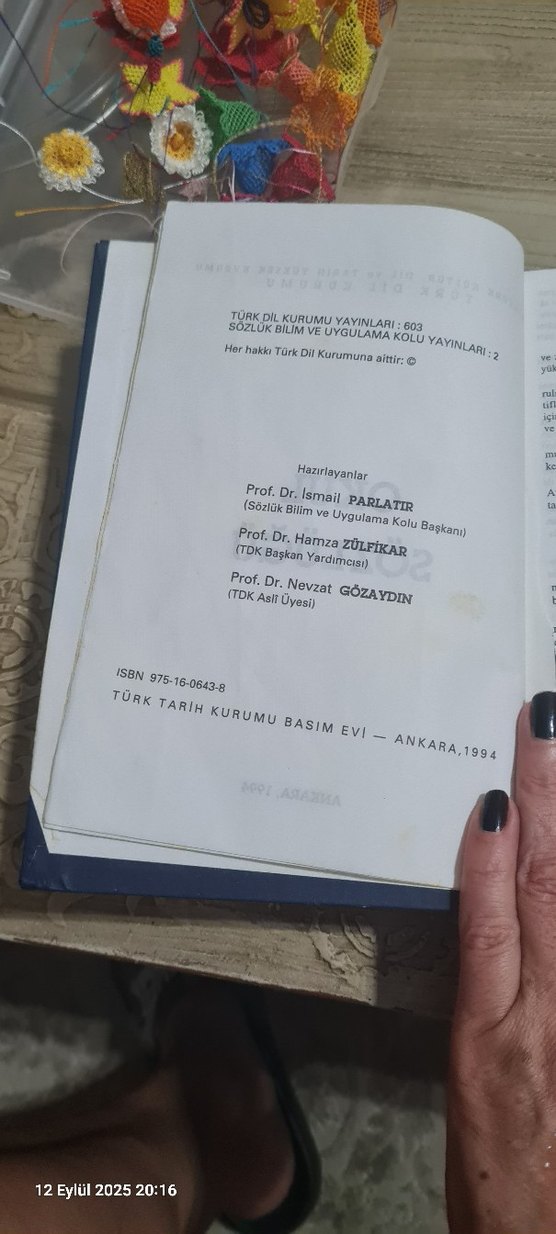 TÜRK DİL KURUMU YAYINLARI : 603
SÖZLÜK BİLİM VE UYGULAMA KOLU YAYINLARI : 2
Her hakkı Türk Dil Kurumuna aittir: ©
Hazırlayanlar
Prof. Dr. İsmail PARLATIR
(Sözlük Bilim ve Uygulama Kolu Başkanı)
Prof. Dr. Hamza ZÜLFİKAR
(TDK Başkan Yardımcısı)
Prof. Dr. Nevzat GÖZAYDIN
(TDK Aslî Üyesi)
ISBN 975-16-0643-8
TÜRK TARİH KURUMU BASIM EVİ — ANKARA,1994
12 Eylül 2025 20:16